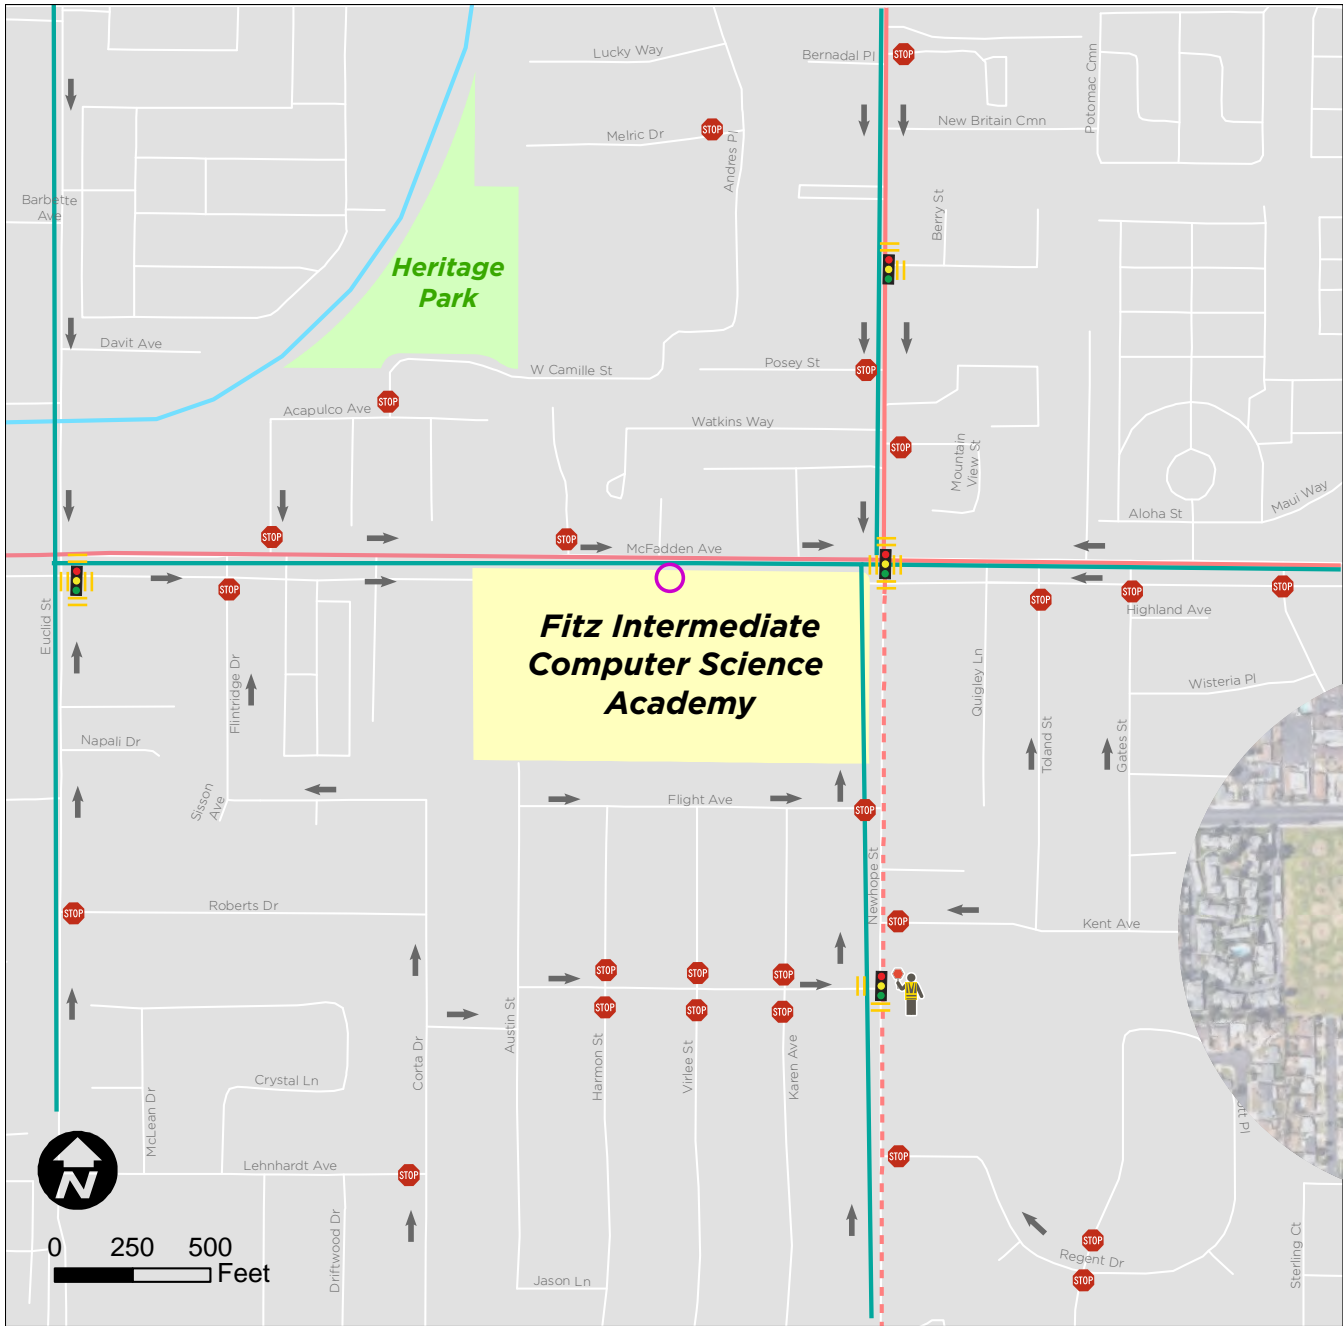 Lucky Way
Bernadal Pl
STOP
Potomac Cmn
New Britain Cmn
Melric Dr
STOP
Andres Pl
Barbette
Ave
Berry St
Heritage
Park
Davit Ave
W Camille St
Posey St
STOP
Acapulco Ave
STOP
Watkins Way
STOP
Mountain
View St
Maui Way
Aloha St
STOP
STOP
McFadden Ave
STOP
STOP
STOP
STOP
Highland Ave
Euclid St
Fitz Intermediate
Computer Science
Academy
Flintridge Dr
Quigley Ln
Wisteria Pl
Toland St
Gates St
Napali Dr
Sisson
Ave
Flight Ave
STOP
Newhope St
STOP
Roberts Dr
STOP
Kent Ave
STOP
STOP
STOP
STOP
STOP
STOP
Austin St
Harmon St
Virlee St
Karen Ave
Corta Dr
Crystal Ln
McLean Dr
tt Pl
STOP
Lehnhardt Ave
STOP
N
Driftwood Dr
STOP
Regent Dr
STOP
Sterling Ct
0 250 500
Feet
Jason Ln